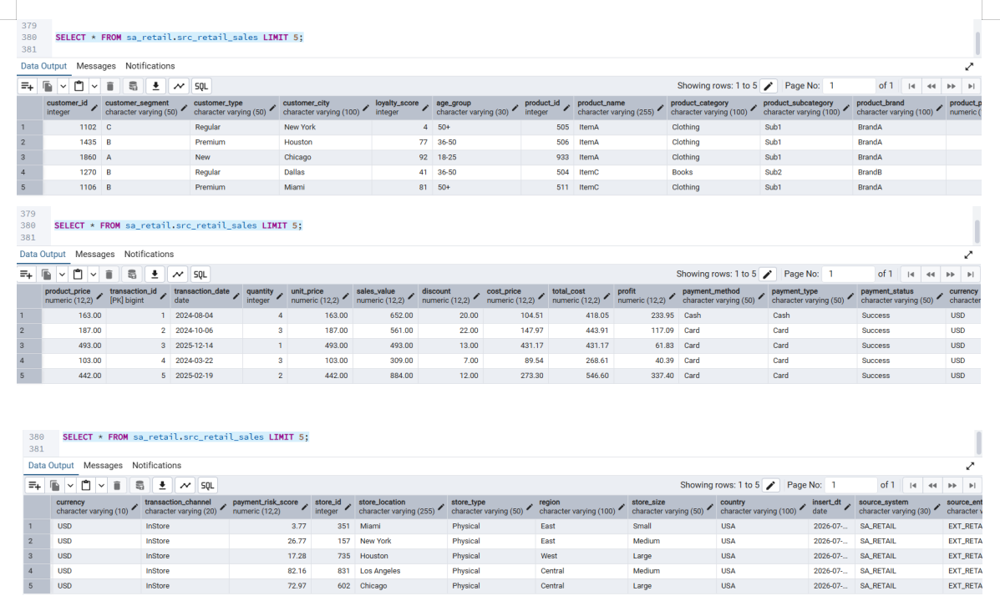 379
380 SELECT * FROM sa_retail.src_retail_sales LIMIT 5;
381
Data Output Messages Notifications
SQL Showing rows: 1 to 5 Page No: 1 of 1
customer_id customer_segment customer_type customer_city loyalty_score age_group product_id product_name product_category product_subcategory product_brand product_p
integer character varying (50) character varying (50) character varying (100) integer character varying (30) integer character varying (255) character varying (100) character varying (100) character varying (100) numeric (
1 1102 C Regular New York 4 50+ 505 ItemA Clothing Sub1 BrandA
2 1435 B Premium Houston 77 36-50 506 ItemA Clothing Sub1 BrandA
3 1860 A New Chicago 92 18-25 933 ItemA Clothing Sub1 BrandA
4 1270 B Regular Dallas 41 36-50 504 ItemC Books Sub2 BrandB
5 1106 B Premium Miami 81 50+ 511 ItemC Clothing Sub1 BrandA
379
380 SELECT * FROM sa_retail.src_retail_sales LIMIT 5;
381
Data Output Messages Notifications
SQL Showing rows: 1 to 5 Page No: 1 of 1
product_price transaction_id transaction_date quantity unit_price sales_value discount cost_price total_cost profit payment_method payment_type payment_status currency
numeric (12,2) [PK] bigint date integer numeric (12,2) numeric (12,2) numeric (12,2) numeric (12,2) numeric (12,2) numeric (12,2) character varying (50) character varying (50) character varying (50) character
1 163.00 1 2024-08-04 4 163.00 652.00 20.00 104.51 418.05 233.95 Cash Cash Success USD
2 187.00 2 2024-10-06 3 187.00 561.00 22.00 147.97 443.91 117.09 Card Card Success USD
3 493.00 3 2025-12-14 1 493.00 493.00 13.00 431.17 431.17 61.83 Card Card Success USD
4 103.00 4 2024-03-22 3 103.00 309.00 7.00 89.54 268.61 40.39 Card Card Success USD
5 442.00 5 2025-02-19 2 442.00 884.00 12.00 273.30 546.60 337.40 Card Card Success USD
380 SELECT * FROM sa_retail.src_retail_sales LIMIT 5;
381
Data Output Messages Notifications
SQL Showing rows: 1 to 5 Page No: 1 of 1
currency transaction_channel payment_risk_score store_id store_location store_type region store_size country insert_dt source_system source_ent
character varying (10) character varying (20) numeric (12,2) integer character varying (255) character varying (50) character varying (100) character varying (50) character varying (100) date character varying (30) character v
1 USD InStore 3.77 351 Miami Physical East Small USA 2026-07-... SA_RETAIL EXT_RETA
2 USD InStore 26.77 157 New York Physical East Medium USA 2026-07-... SA_RETAIL EXT_RETA
3 USD InStore 17.28 735 Houston Physical West Large USA 2026-07-... SA_RETAIL EXT_RETA
4 USD InStore 82.16 831 Los Angeles Physical Central Medium USA 2026-07-... SA_RETAIL EXT_RETA
5 USD InStore 72.97 602 Chicago Physical Central Large USA 2026-07-... SA_RETAIL EXT_RETA